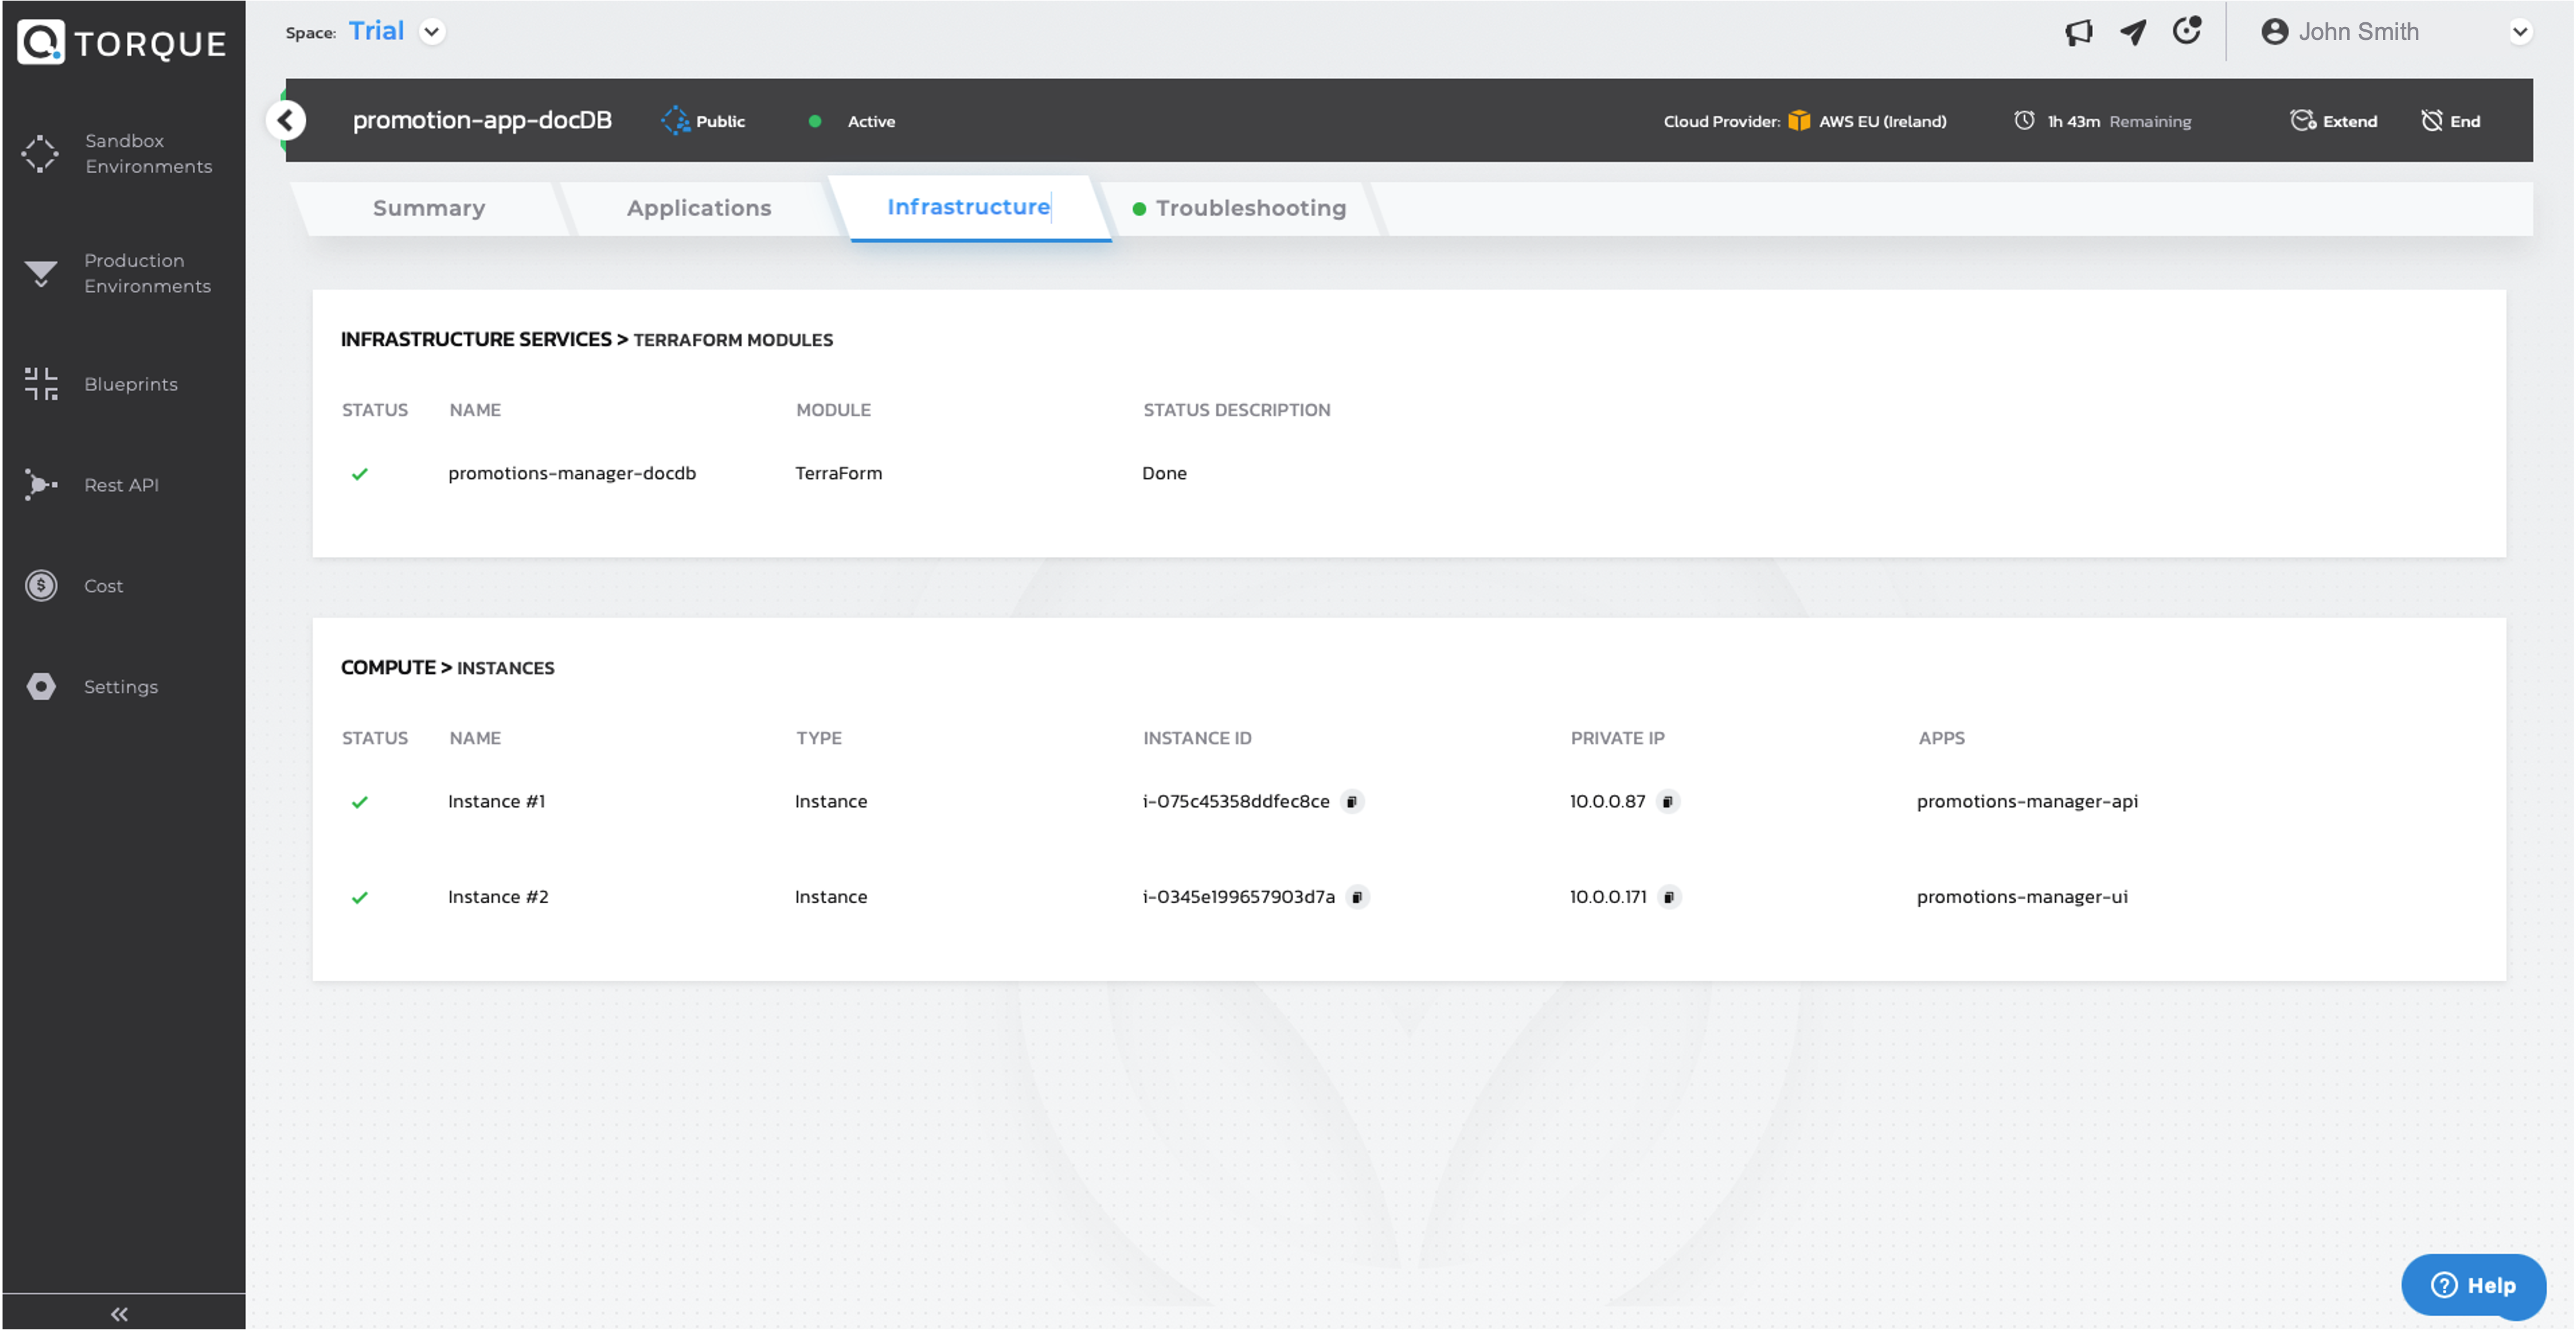 TORQUE
Space: Trial
John Smith
promotion-app-docDB Public Active Cloud Provider: AWS EU (Ireland) 1h 43m Remaining Extend End
Sandbox
Environments
Production
Environments
Blueprints
Rest API
Cost
Settings
Summary Applications Infrastructure Troubleshooting
INFRASTRUCTURE SERVICES > TERRAFORM MODULES
STATUS NAME MODULE STATUS DESCRIPTION
promotions-manager-docdb TerraForm Done
COMPUTE > INSTANCES
STATUS NAME TYPE INSTANCE ID PRIVATE IP APPS
Instance #1 Instance i-075c45358ddfec8ce 10.0.0.87 promotions-manager-api
Instance #2 Instance i-0345e199657903d7a 10.0.0.171 promotions-manager-ui
Help